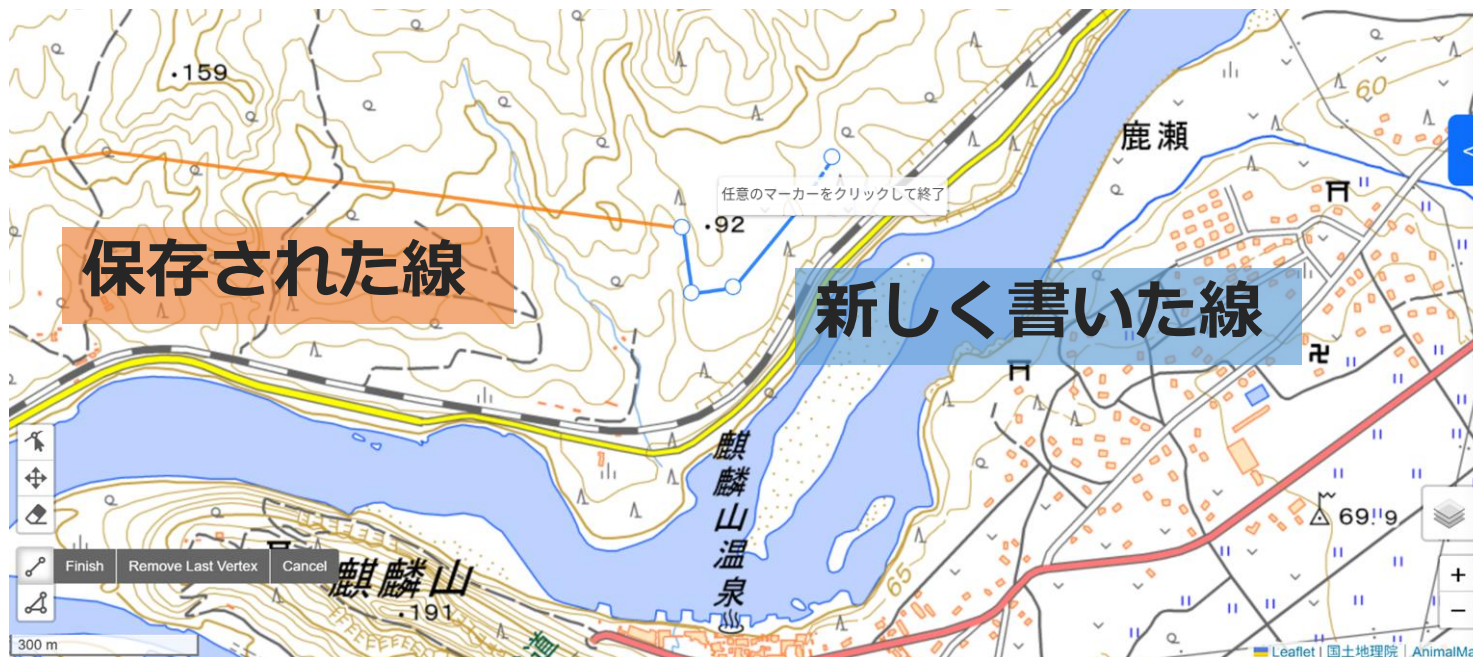 ·159
鹿瀬
60
任意のマーカーをクリックして終了
·92
保存された線
新しく書いた線
麒麟山温泉
69.9
Finish
Remove Last Vertex
Cancel
麒麟山
·191
65
道
+
−
300 m
Leaflet | 国土地理院 | AnimalMa